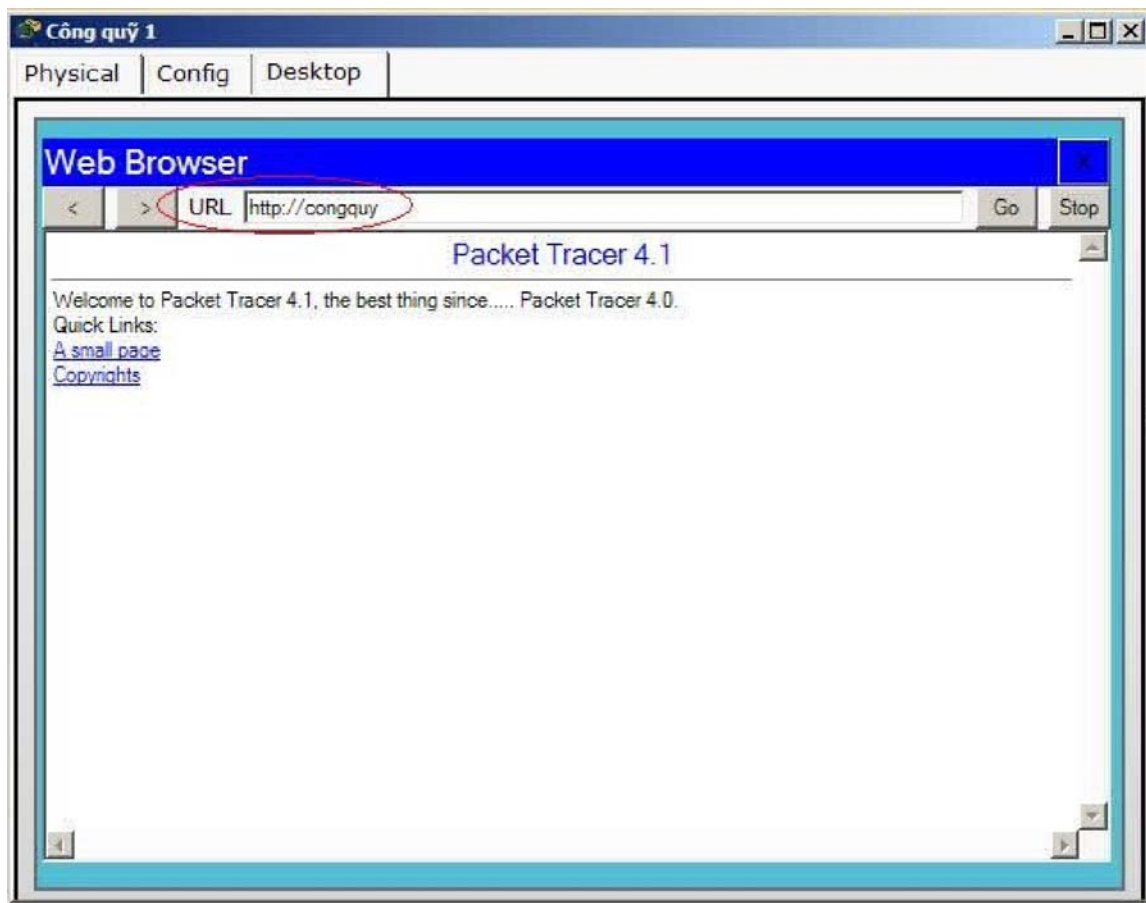 Công quỹ 1
Physical Config Desktop
Web Browser X
< > URL http://congquy Go Stop
Packet Tracer 4.1
Welcome to Packet Tracer 4.1, the best thing since..... Packet Tracer 4.0.
Quick Links:
A small page
Copyrights